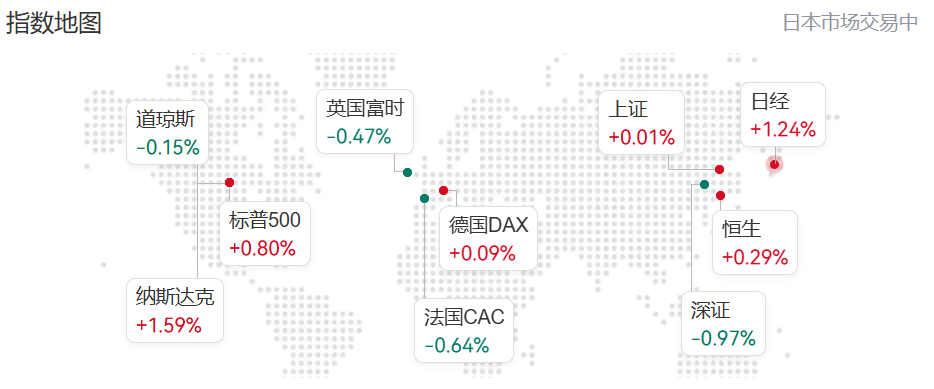 指数地图
日本市场交易中
道琼斯
-0.15%
英国富时
-0.47%
上证
+0.01%
日经
+1.24%
标普500
+0.80%
德国DAX
+0.09%
恒生
+0.29%
纳斯达克
+1.59%
法国CAC
-0.64%
深证
-0.97%